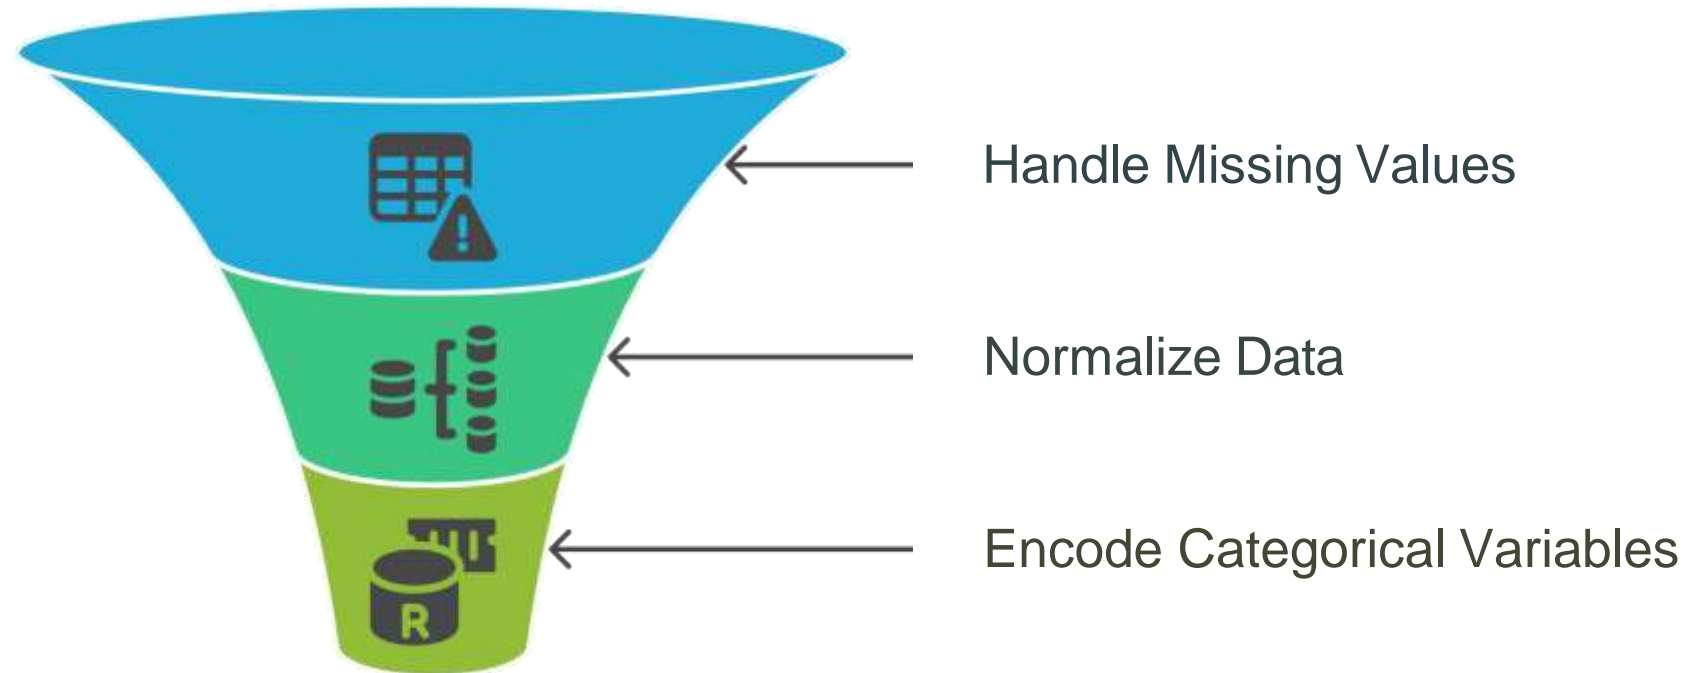 Handle Missing Values
Normalize Data
Encode Categorical Variables
R